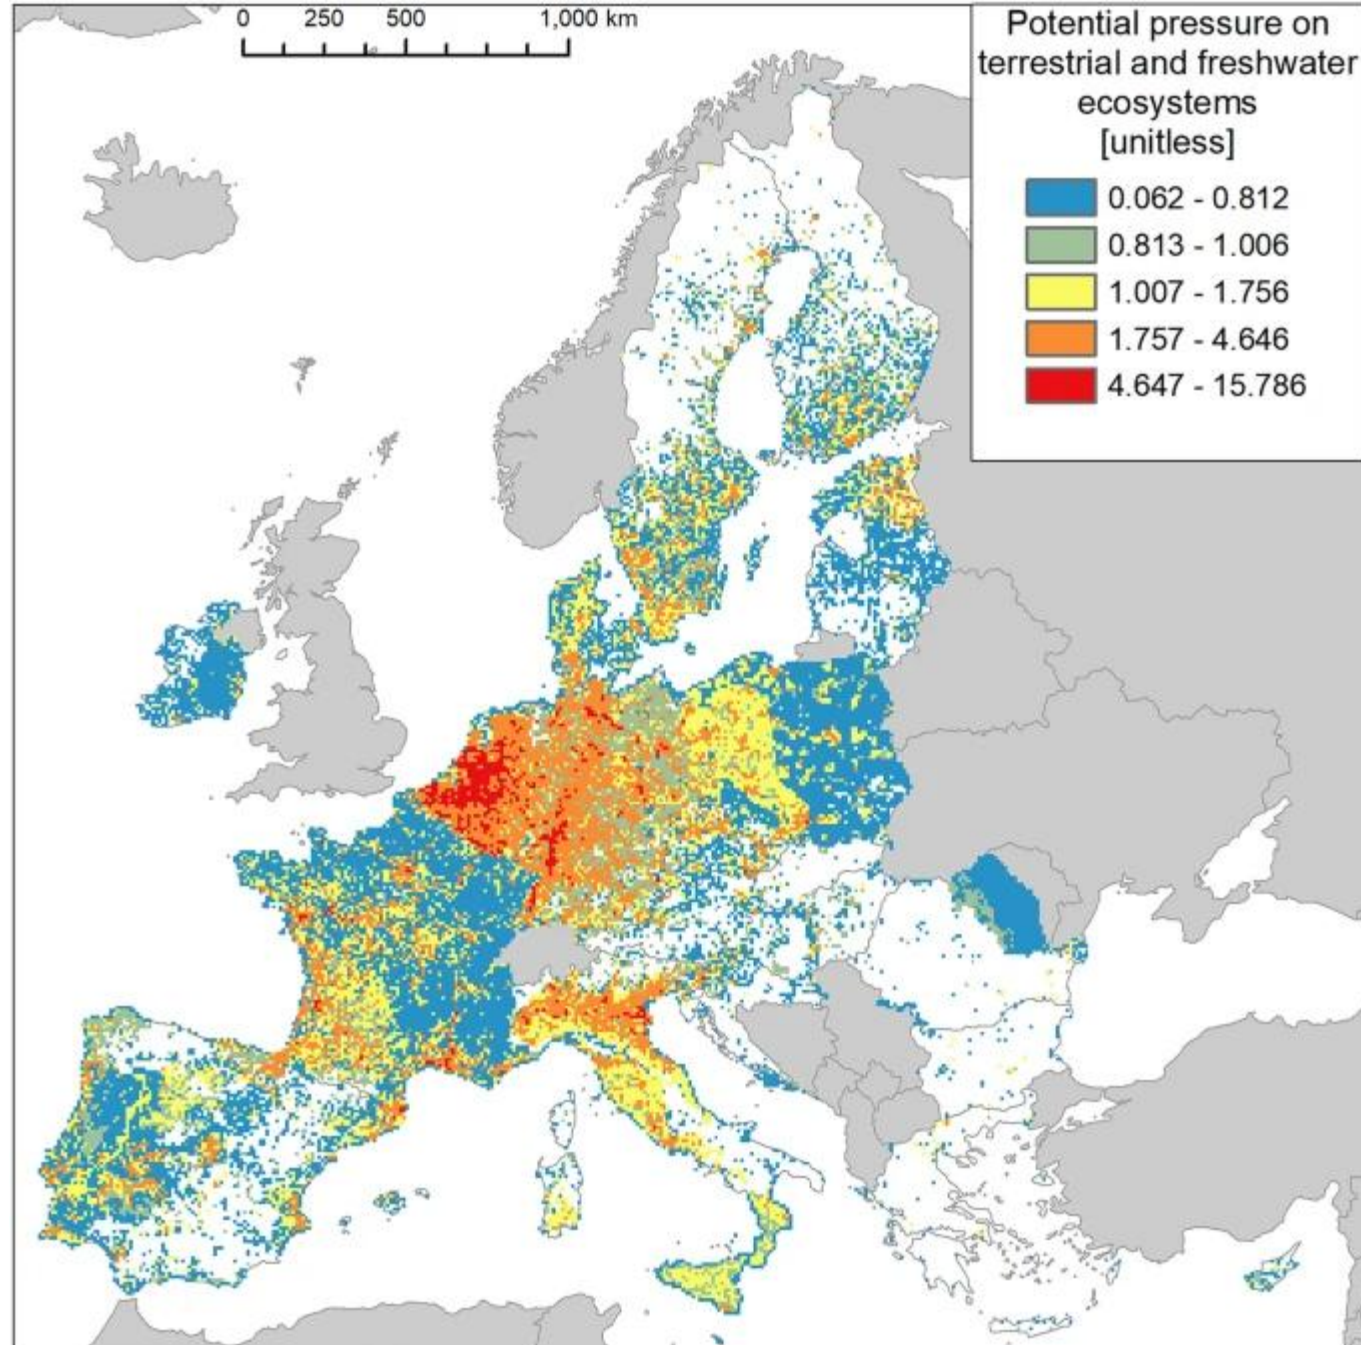 0 250 500 1,000 km
Potential pressure on
terrestrial and freshwater
ecosystems
[unitless]
0.062 - 0.812
0.813 - 1.006
1.007 - 1.756
1.757 - 4.646
4.647 - 15.786